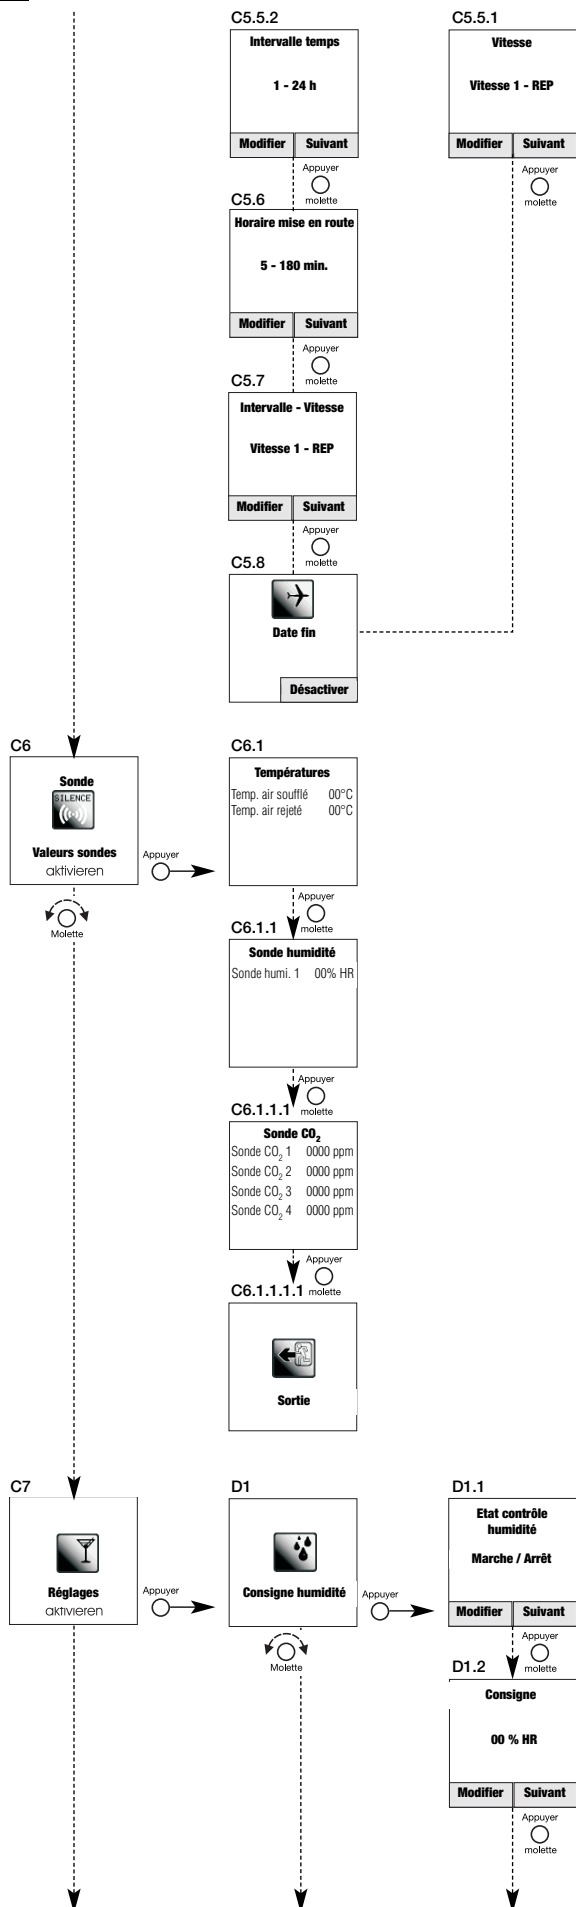 C5.5.2
Intervalle temps
1 - 24 h
Modifier Suivant
Appuyer
molette
C5.5.1
Vitesse
Vitesse 1 - REP
Modifier Suivant
Appuyer
molette
C5.6
Horaire mise en route
5 - 180 min.
Modifier Suivant
Appuyer
molette
C5.7
Intervalle - Vitesse
Vitesse 1 - REP
Modifier Suivant
Appuyer
molette
C5.8
Date fin
Désactiver
C6
Sonde
SILENCE
Valeurs sondes
aktivieren
Appuyer
Molette
C6.1
Températures
Temp. air soufflé 00°C
Temp. air rejeté 00°C
Appuyer
molette
C6.1.1
Sonde humidité
Sonde humi. 1 00% HR
Appuyer
molette
C6.1.1.1
Sonde CO₂
Sonde CO₂ 1 0000 ppm
Sonde CO₂ 2 0000 ppm
Sonde CO₂ 3 0000 ppm
Sonde CO₂ 4 0000 ppm
Appuyer
molette
C6.1.1.1.1
Sortie
C7
Réglages
aktivieren
Appuyer
D1
Consigne humidité
Appuyer
Molette
D1.1
Etat contrôle
humidité
Marche / Arrêt
Modifier Suivant
Appuyer
molette
D1.2
Consigne
00 % HR
Modifier Suivant
Appuyer
molette